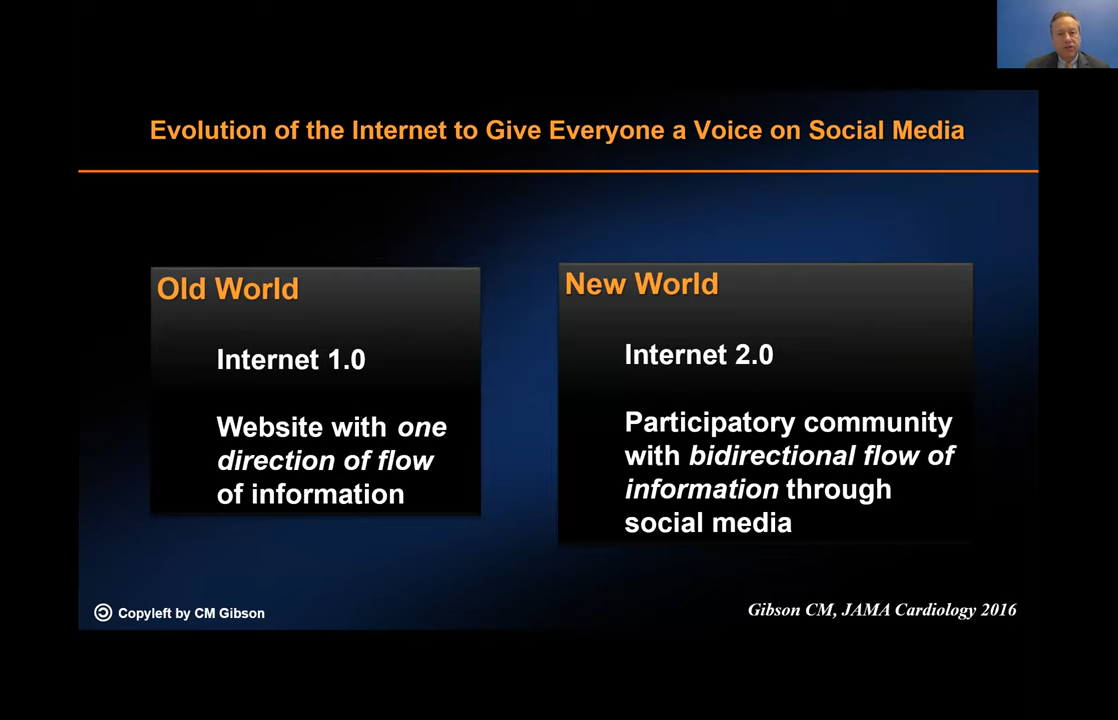 Evolution of the Internet to Give Everyone a Voice on Social Media
Old World
Internet 1.0
Website with one
direction of flow
of information
New World
Internet 2.0
Participatory community
with bidirectional flow of
information through
social media
Copyleft by CM Gibson
Gibson CM, JAMA Cardiology 2016